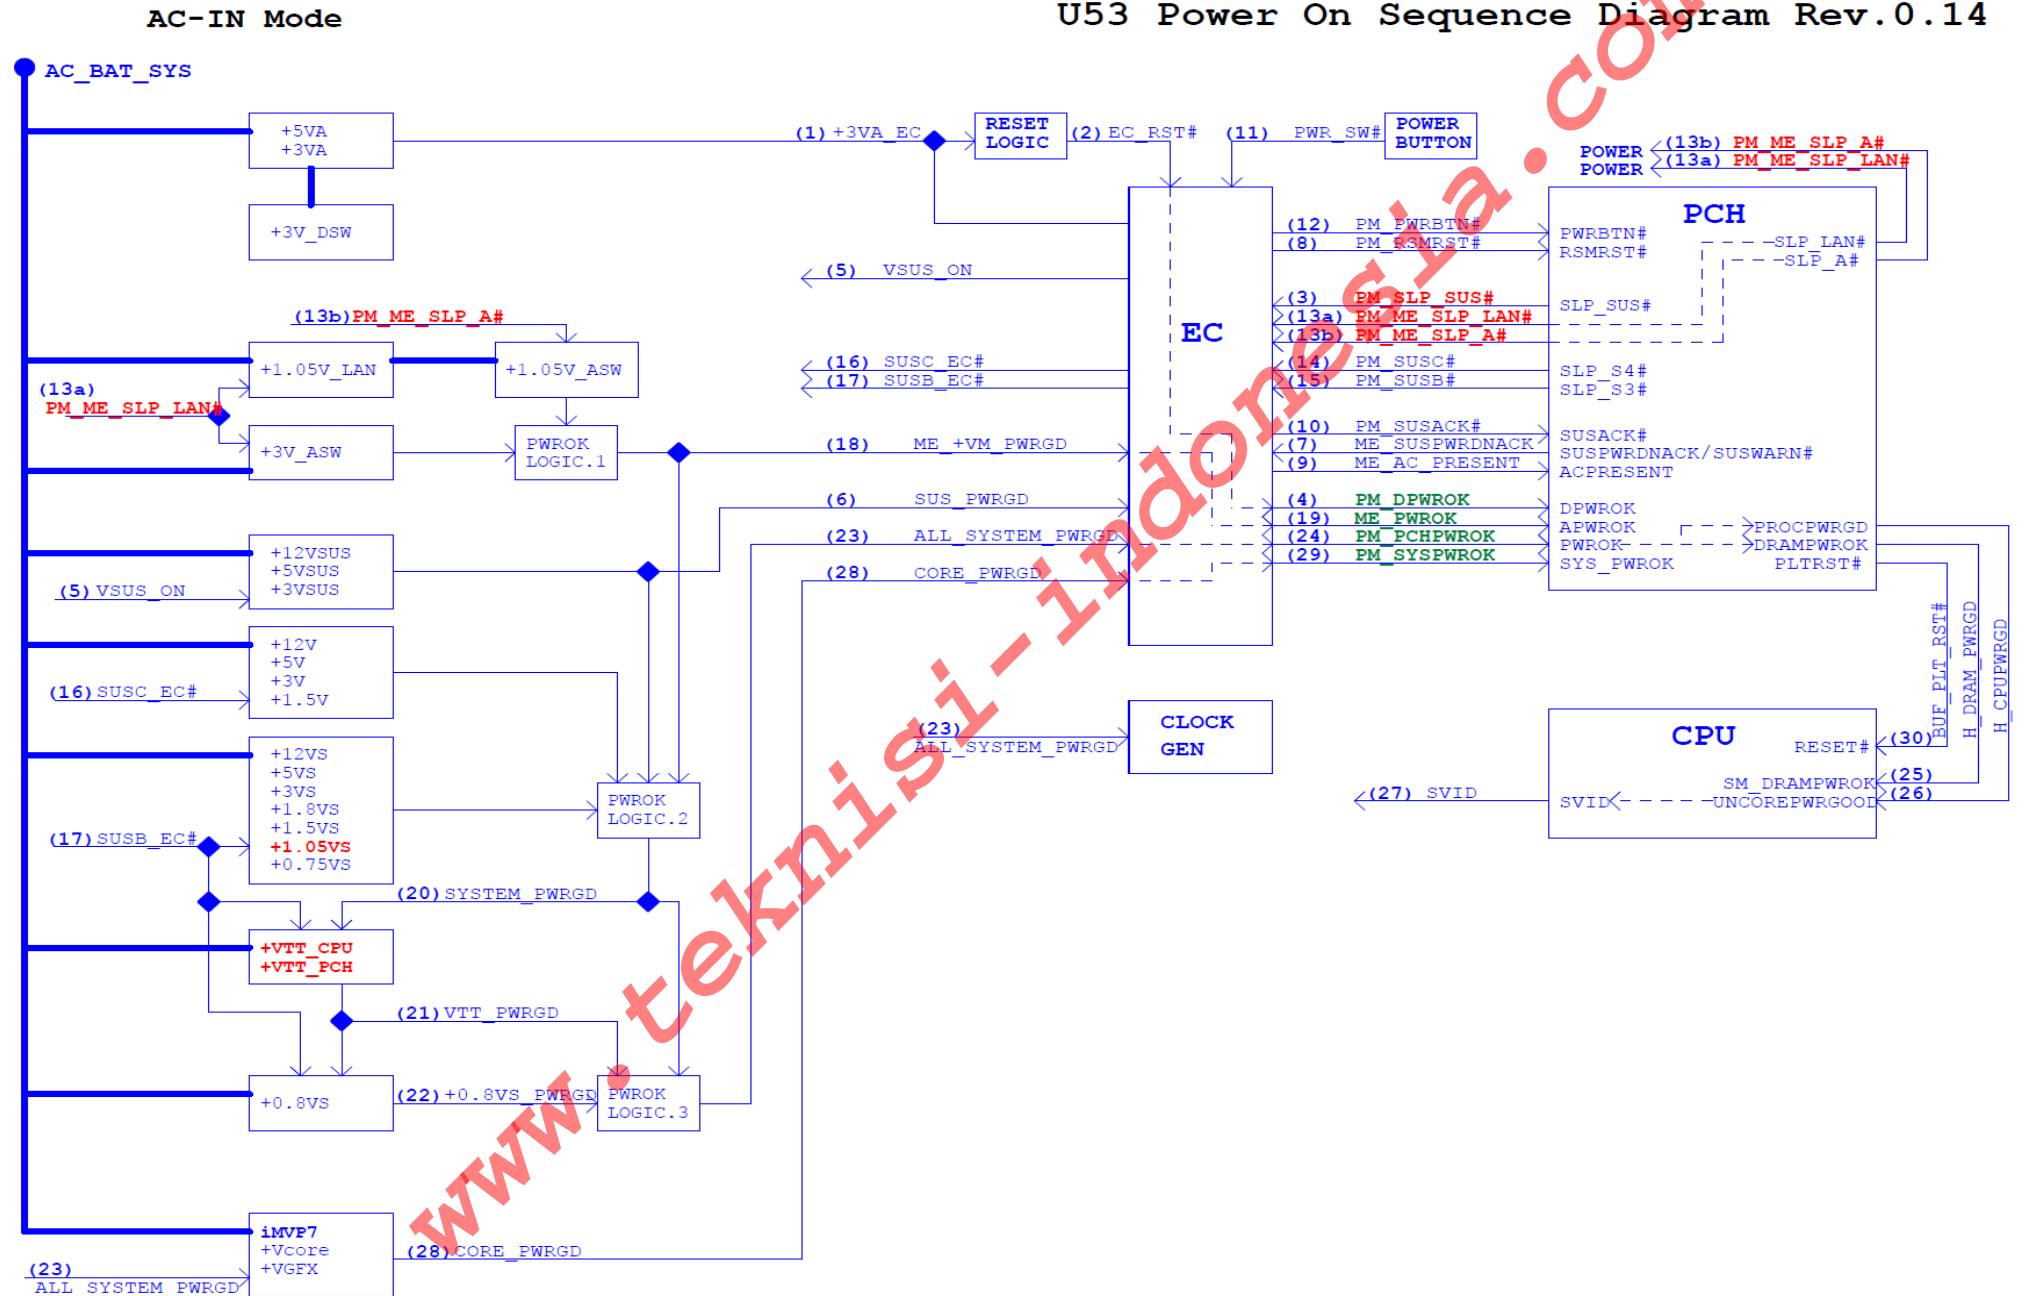 AC-IN Mode
U53 Power On Sequence Diagram Rev.0.14
AC_BAT_SYS
+5VA
+3VA
+3V_DSW
(1) +3VA_EC
RESET
LOGIC
(2) EC_RST#
(11) PWR_SW#
POWER
BUTTON
POWER (13b) PM_ME_SLP_A#
POWER (13a) PM_ME_SLP_LAN#
(13b) PM_ME_SLP_A#
+1.05V_LAN
+1.05V_ASW
(13a)
PM_ME_SLP_LAN#
+3V_ASW
PWROK
LOGIC.1
+12VSUS
+5VSUS
+3VSUS
(5) VSUS_ON
+12V
+5V
+3V
+1.5V
(16) SUSC_EC#
+12VS
+5VS
+3VS
+1.8VS
+1.5VS
+1.05VS
+0.75VS
(17) SUSB_EC#
PWROK
LOGIC.2
(20) SYSTEM_PWRGD
+VTT_CPU
+VTT_PCH
(21) VTT_PWRGD
+0.8VS
(22) +0.8VS_PWRGD
PWROK
LOGIC.3
iMVP7
+Vcore
+VGFX
(23)
ALL_SYSTEM_PWRGD
(28) CORE_PWRGD
(5) VSUS_ON
(16) SUSC_EC#
(17) SUSB_EC#
(18) ME_+VM_PWRGD
(6) SUS_PWRGD
(23) ALL_SYSTEM_PWRGD
(28) CORE_PWRGD
EC
(12) PM_PWRBTN#
(8) PM_RSMRST#
(3) PM_SLP_SUS#
(13a) PM_ME_SLP_LAN#
(13b) PM_ME_SLP_A#
(14) PM_SUSC#
(15) PM_SUSB#
(10) PM_SUSACK#
(7) ME_SUSPWRDNACK
(9) ME_AC_PRESENT
(4) PM_DPWROK
(19) ME_PWROK
(24) PM_PCHPWROK
(29) PM_SYSPWROK
PCH
PWRBTN#
RSMRST#
SLP_LAN#
SLP_A#
SLP_SUS#
SLP_S4#
SLP_S3#
SUSACK#
SUSPWRDNACK/SUSWARN#
ACPRESENT
DPWROK
APWROK
PROCPWRGD
PWROK
DRAMPWROK
SYS_PWROK
PLTRST#
BUF_PLT_RST#
H_DRAM_PWRGD
H_CPUPWRGD
CLOCK
GEN
(23)
ALL_SYSTEM_PWRGD
CPU
RESET#
(30)
SM_DRAMPWROK
(25)
SVID
UNCOREPWRGOOD
(26)
(27) SVID
www.teknisi-indonesia.com